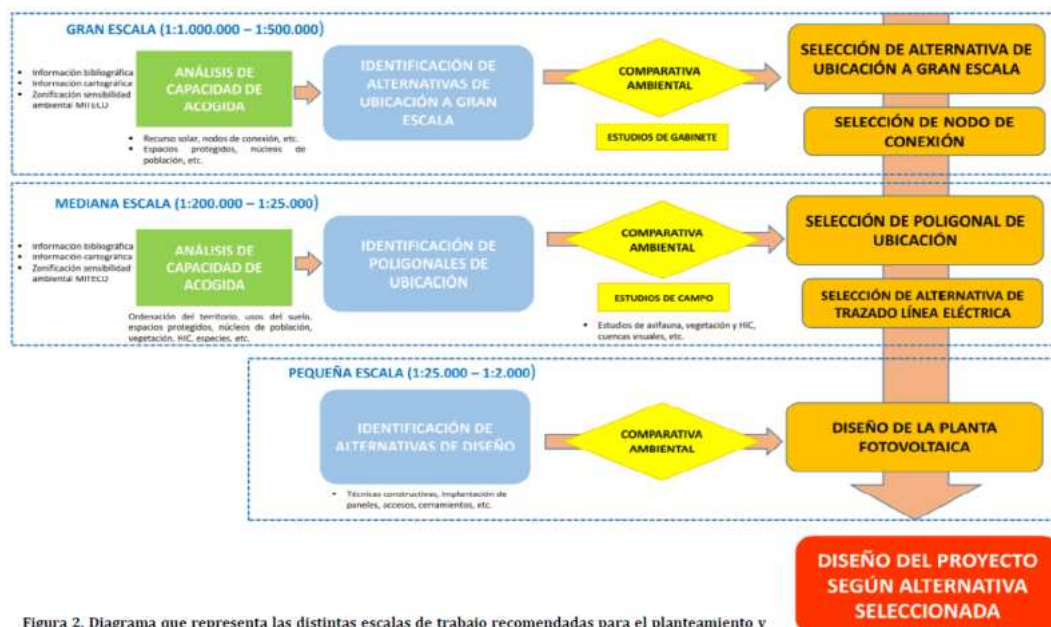 GRAN ESCALA (1:1.000.000 – 1:500.000)
Información bibliográfica
Información cartográfica
Zonificación sensibilidad
ambiental MITECO
ANÁLISIS DE
CAPACIDAD DE
ACOGIDA
Recurso solar, nodos de conexión, etc.
Espacios protegidos, núcleos de
población, etc.
IDENTIFICACIÓN DE
ALTERNATIVAS DE
UBICACIÓN A GRAN
ESCALA
COMPARATIVA
AMBIENTAL
ESTUDIOS DE GABINETE
SELECCIÓN DE ALTERNATIVA DE
UBICACIÓN A GRAN ESCALA
SELECCIÓN DE NODO DE
CONEXIÓN
MEDIANA ESCALA (1:200.000 – 1:25.000)
Información bibliográfica
Información cartográfica
Zonificación sensibilidad
ambiental MITECO
ANÁLISIS DE
CAPACIDAD DE
ACOGIDA
Ordenación del territorio, usos del suelo,
espacios protegidos, núcleos de población,
vegetación, HIC, especies, etc.
IDENTIFICACIÓN DE
POLIGONALES DE
UBICACIÓN
COMPARATIVA
AMBIENTAL
ESTUDIOS DE CAMPO
Estudios de avifauna, vegetación y HIC,
cuencas visuales, etc.
SELECCIÓN DE POLIGONAL DE
UBICACIÓN
SELECCIÓN DE ALTERNATIVA DE
TRAZADO LÍNEA ELÉCTRICA
PEQUEÑA ESCALA (1:25.000 – 1:2.000)
IDENTIFICACIÓN DE
ALTERNATIVAS DE DISEÑO
Técnicas constructivas, implantación de
paneles, accesos, cerramientos, etc.
COMPARATIVA
AMBIENTAL
DISEÑO DE LA PLANTA
FOTOVOLTAICA
DISEÑO DEL PROYECTO
SEGÚN ALTERNATIVA
SELECCIONADA
Figura 2. Diagrama que representa las distintas escalas de trabajo recomendadas para el planteamiento y